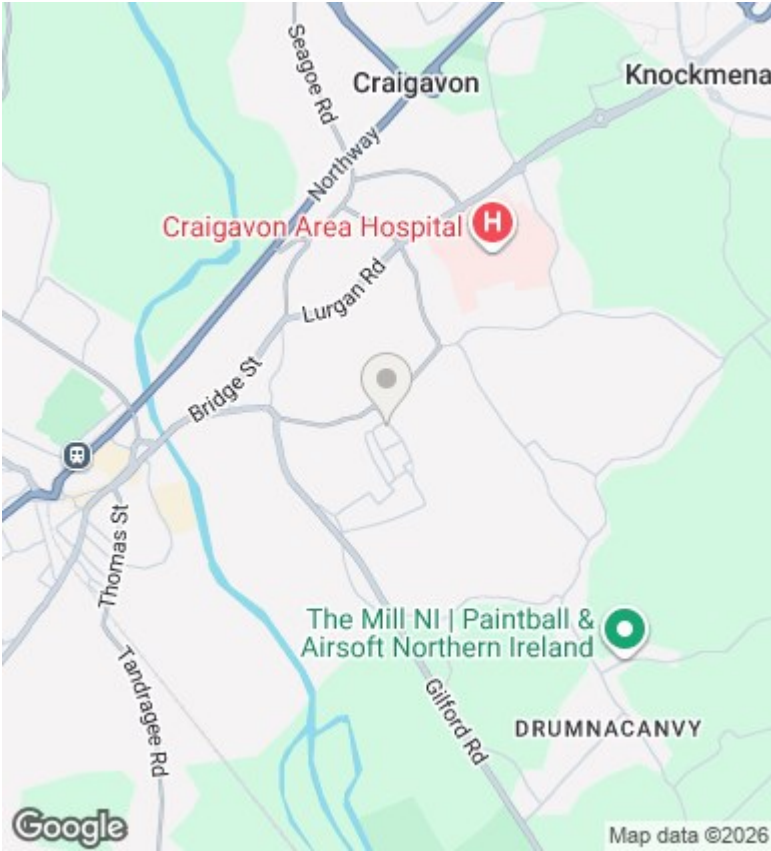 Seagoe Rd
Craigavon
Knockmena
Northway
Craigavon Area Hospital
H
Lurgan Rd
Bridge St
Thomas St
The Mill NI | Paintball &
Airsoft Northern Ireland
Tandragee Rd
Gilford Rd
DRUMNACANVY
Google
Map data ©2026